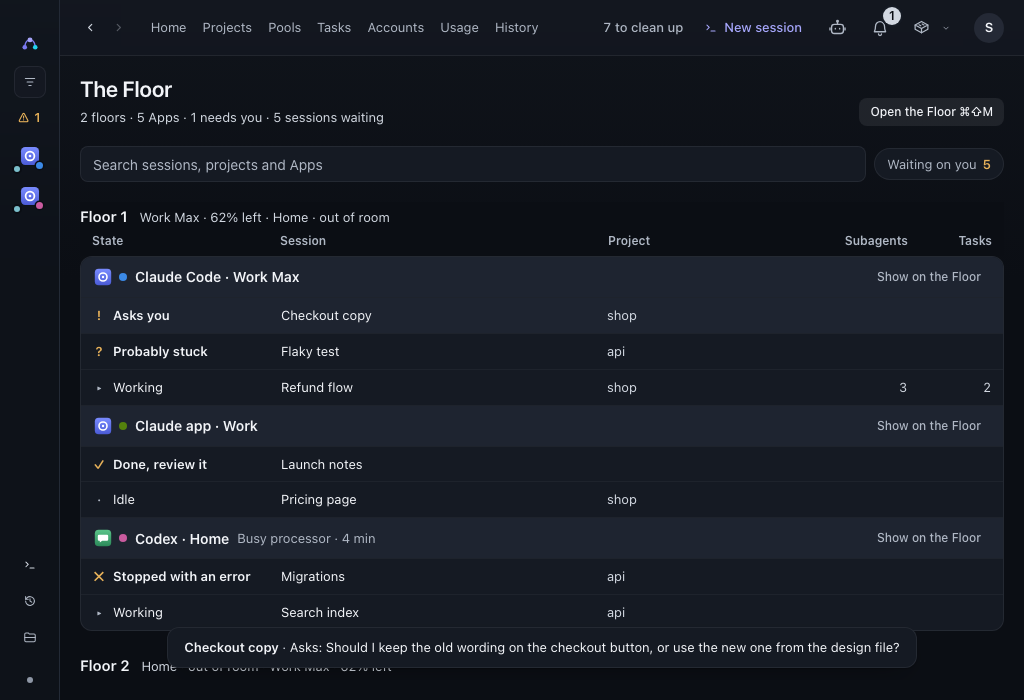 Home Projects Pools Tasks Accounts Usage History 7 to clean up New session 1 S
1
The Floor
2 floors · 5 Apps · 1 needs you · 5 sessions waiting
Open the Floor ⌘⇧M
Search sessions, projects and Apps
Waiting on you 5
Floor 1 Work Max · 62% left · Home · out of room
State Session Project Subagents Tasks
Claude Code · Work Max Show on the Floor
! Asks you Checkout copy shop
? Probably stuck Flaky test api
Working Refund flow shop 3 2
Claude app · Work Show on the Floor
Done, review it Launch notes
Idle Pricing page shop
Codex · Home Busy processor · 4 min Show on the Floor
Stopped with an error Migrations api
Working Search index api
Checkout copy · Asks: Should I keep the old wording on the checkout button, or use the new one from the design file?
Floor 2 Home · out of room · Work Max · 62% left